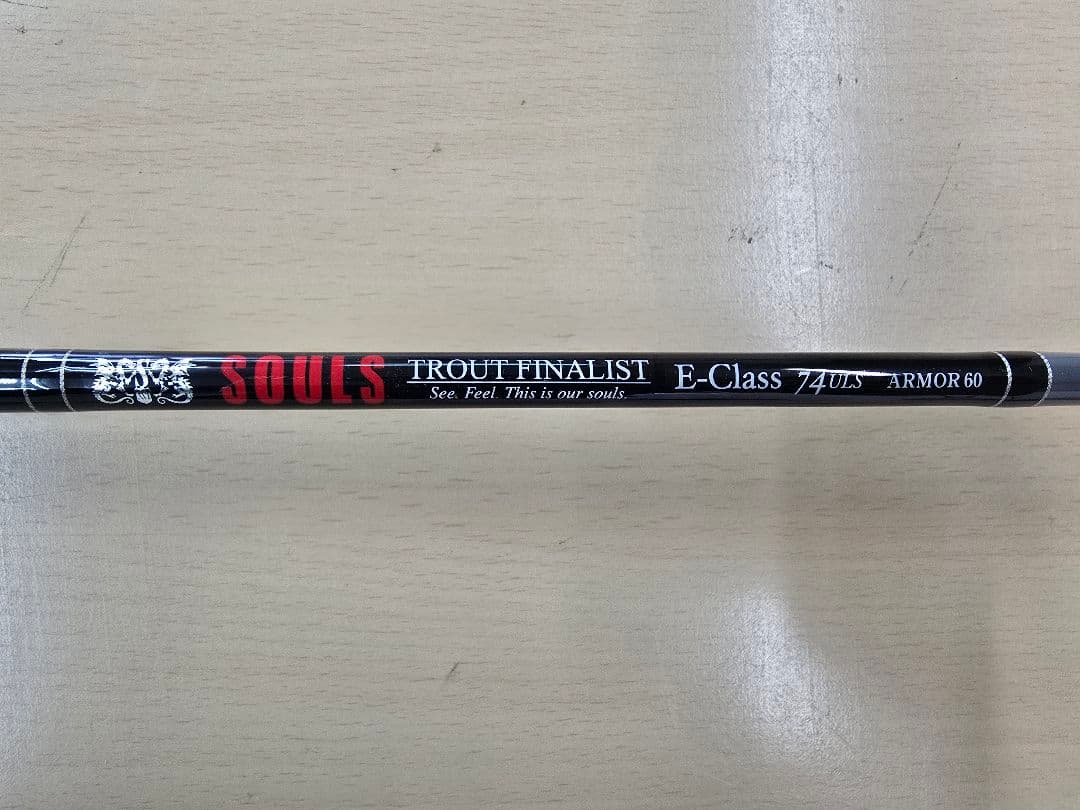 SOULS TROUT FINALIST E-Class 74ULS ARMOR 60
See. Feel. This is our souls.